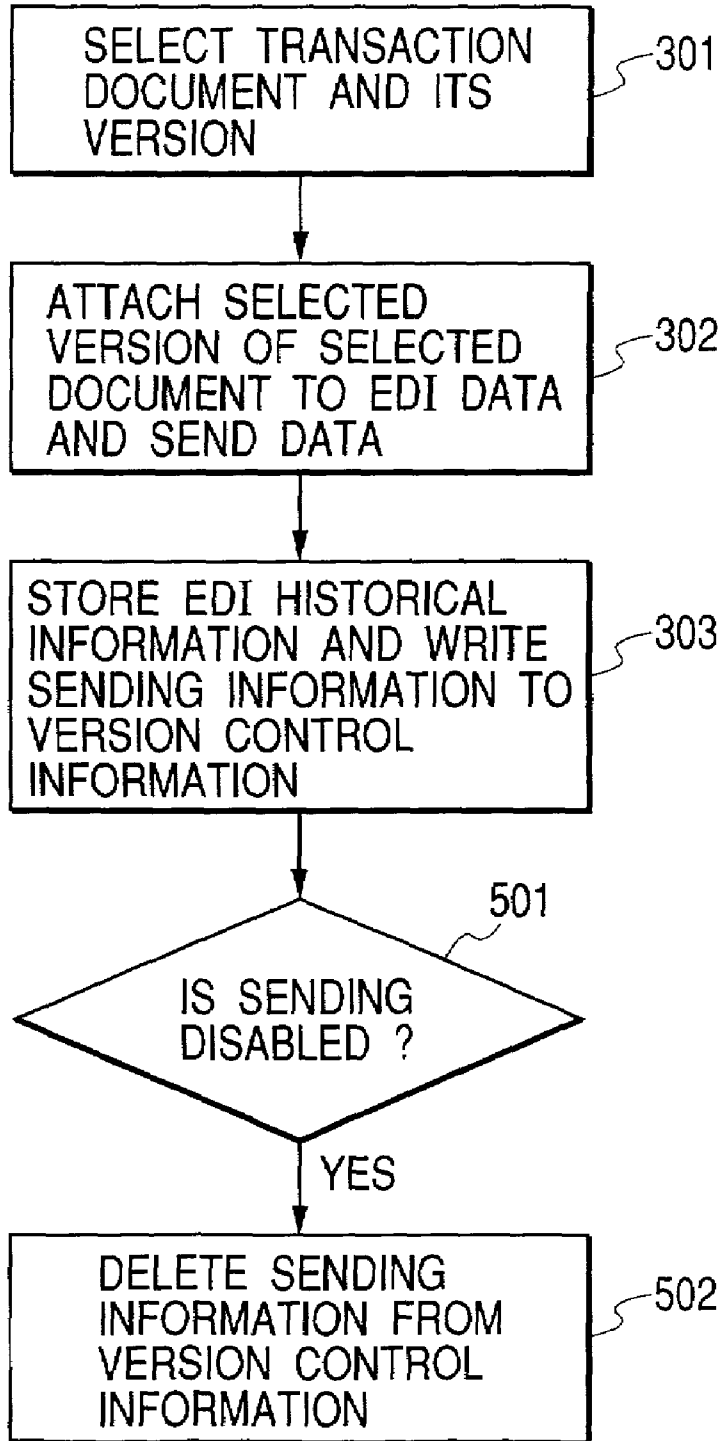 SELECT TRANSACTION
DOCUMENT AND ITS
VERSION
301
ATTACH SELECTED
VERSION OF SELECTED
DOCUMENT TO EDI DATA
AND SEND DATA
302
STORE EDI HISTORICAL
INFORMATION AND WRITE
SENDING INFORMATION TO
VERSION CONTROL
INFORMATION
303
501
IS SENDING
DISABLED ?
YES
DELETE SENDING
INFORMATION FROM
VERSION CONTROL
INFORMATION
502